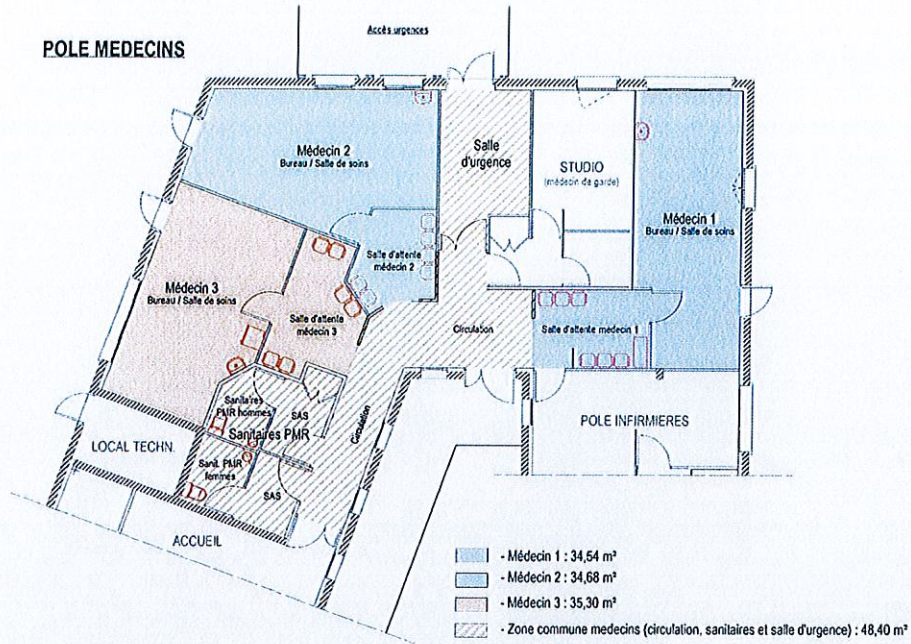 Accès urgences
POLE MEDECINS
Médecin 2
Bureau / Salle de soins
Salle
d'urgence
STUDIO
(médecin de garde)
Médecin 1
Bureau / Salle de soins
Salle d'attente
médecin 2
Médecin 3
Bureau / Salle de soins
Salle d'attente
médecin 3
Circulation
Salle d'attente médecin 1
Sanitaires
PMR hommes
SAS
Sanitaires PMR
Circulation
POLE INFIRMIERES
LOCAL TECHN.
Sanit. PMR
femmes
SAS
ACCUEIL
- Médecin 1 : 34,54 m²
- Médecin 2 : 34,68 m²
- Médecin 3 : 35,30 m²
- Zone commune medecins (circulation, sanitaires et salle d'urgence) : 48,40 m²